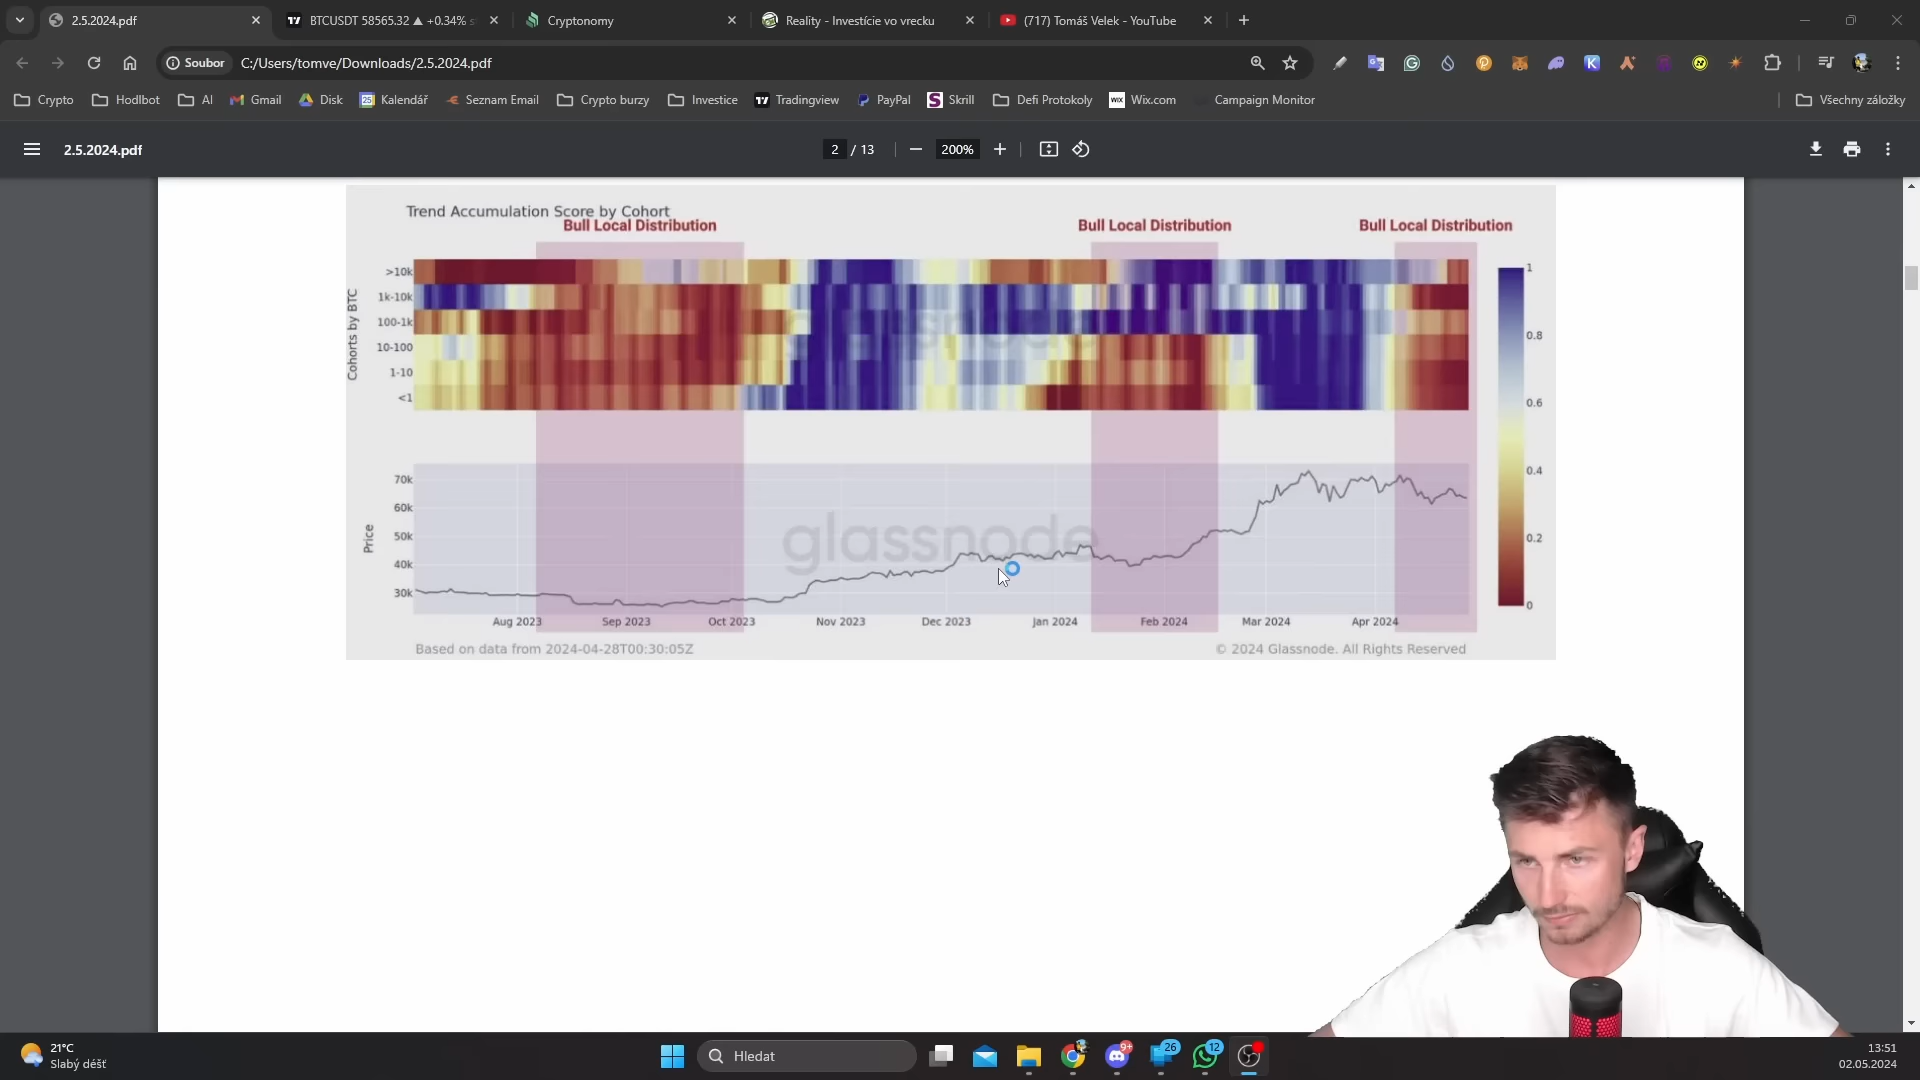 2.5.2024.pdf
BTCUSDT 58565.32 ▲ +0.34%
Cryptonomy
Reality - Investície vo vrecku
(717) Tomáš Velek - YouTube
Soubor
C:/Users/tomve/Downloads/2.5.2024.pdf
Crypto
Hodlbot
AI
Gmail
Disk
25
Kalendář
Seznam Email
Crypto burzy
Investice
Tradingview
PayPal
Skrill
Defi Protokoly
WIX
Wix.com
Campaign Monitor
Všechny záložky
2.5.2024.pdf
2 / 13
200%
Trend Accumulation Score by Cohort
Bull Local Distribution
Bull Local Distribution
Bull Local Distribution
Cohorts by BTC
>10k
1k-10k
100-1k
10-100
1-10
<1
glassnode
1
0.8
0.6
0.4
0.2
0
Price
70k
60k
50k
40k
30k
glassnode
Aug 2023
Sep 2023
Oct 2023
Nov 2023
Dec 2023
Jan 2024
Feb 2024
Mar 2024
Apr 2024
Based on data from 2024-04-28T00:30:05Z
© 2024 Glassnode. All Rights Reserved
21°C
Slabý déšť
Hledat
9+
26
12
13:51
02.05.2024